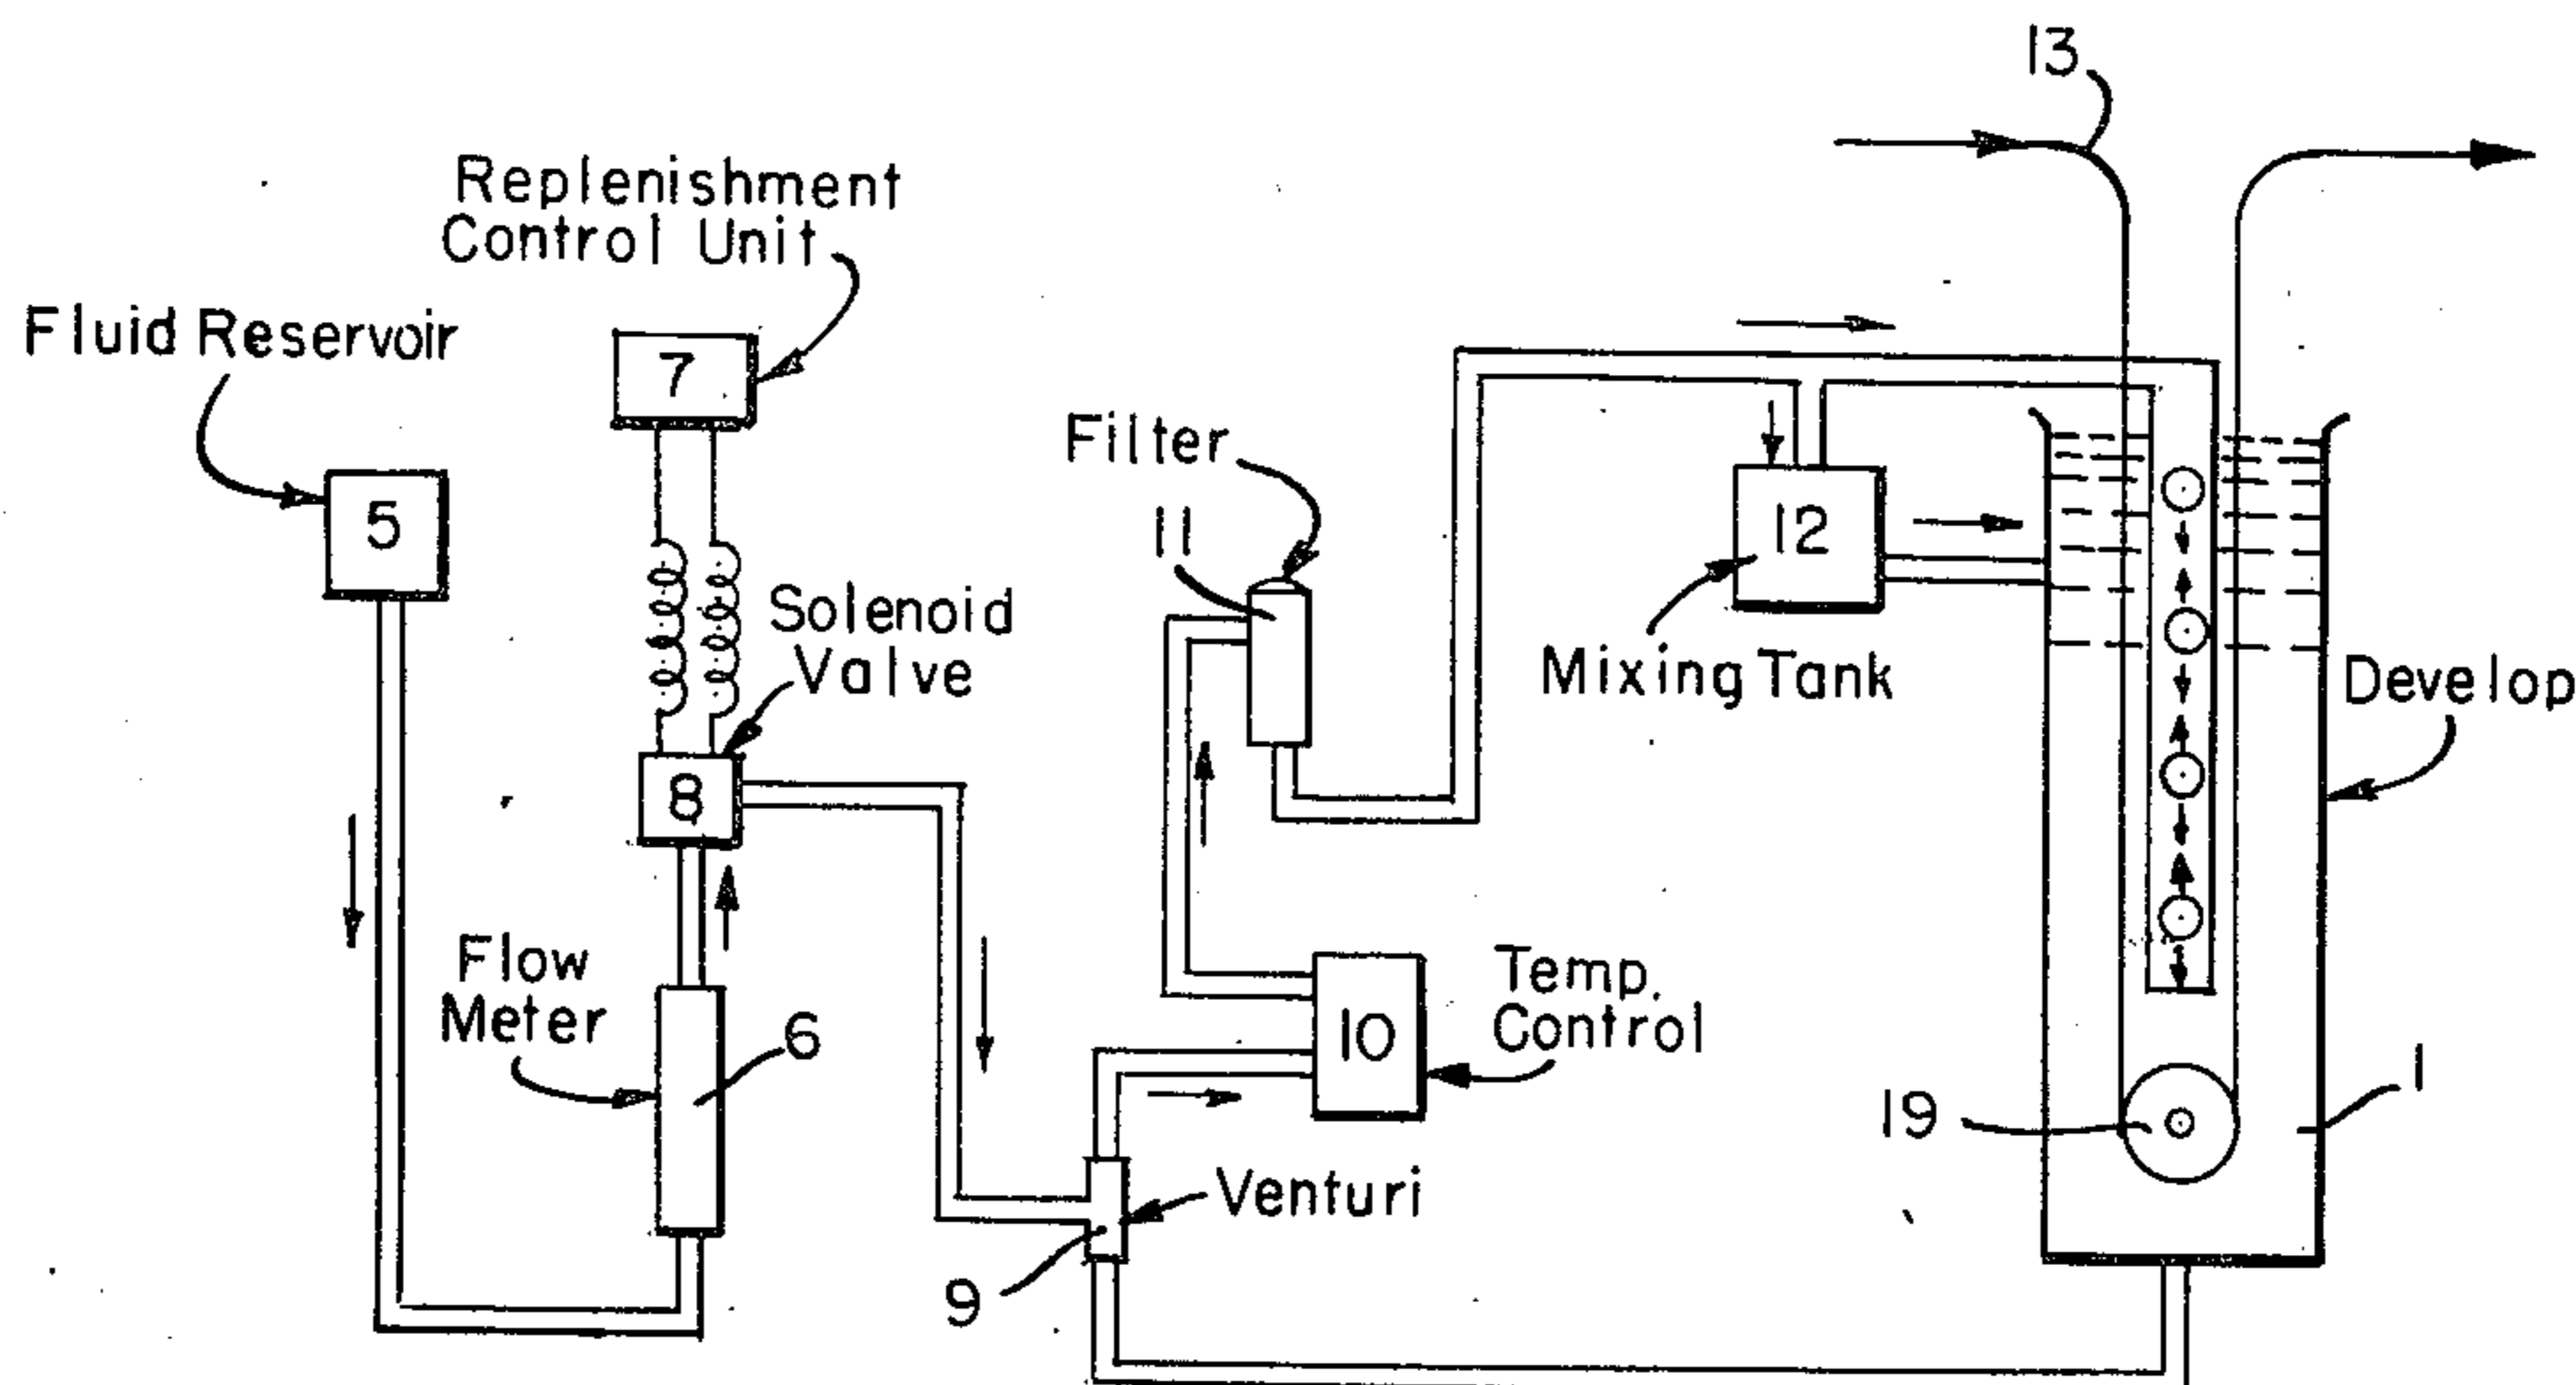 13
Replenishment
Control Unit
Fluid Reservoir
7
Filter
11
5
12
Solenoid
Valve
Mixing Tank
Develop
8
Flow
Meter
6
Temp.
Control
10
1
19
Venturi
9